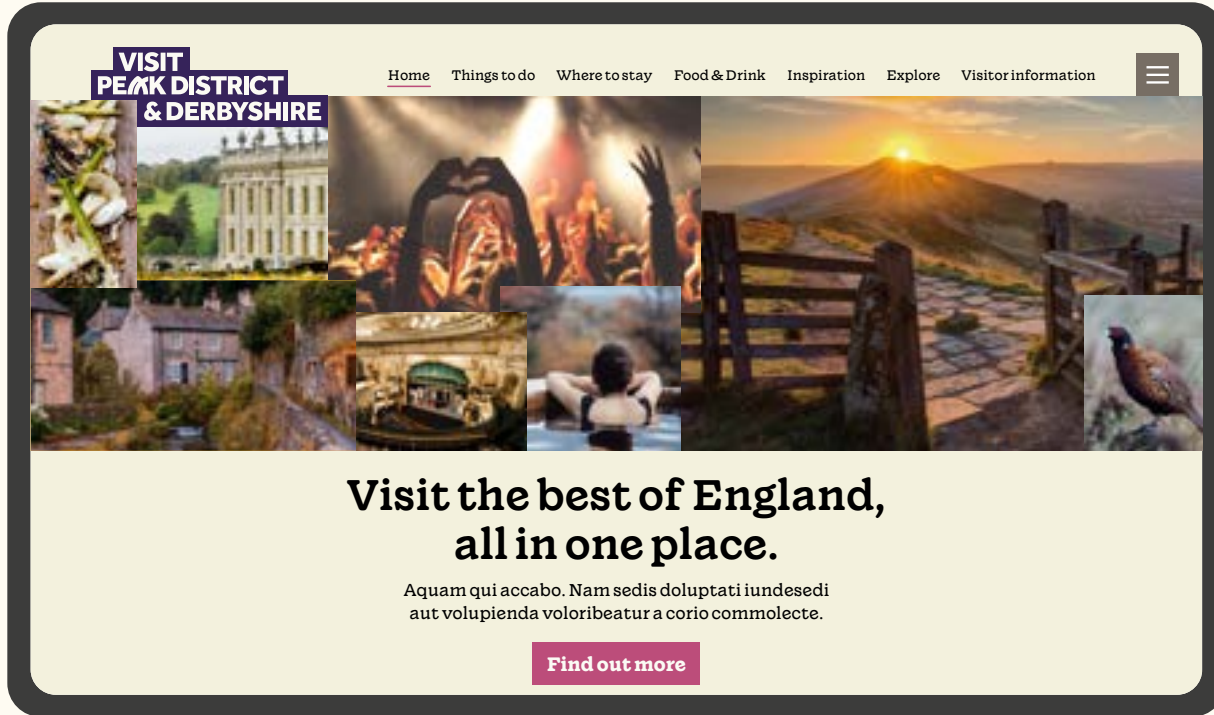 VISIT
PEAK DISTRICT
& DERBYSHIRE
Home Things to do Where to stay Food & Drink Inspiration Explore Visitor information
Visit the best of England,
all in one place.
Aquam qui accabo. Nam sedis doluptati iundesedi
aut volupienda voloribeatur a corio commolecte.
Find out more